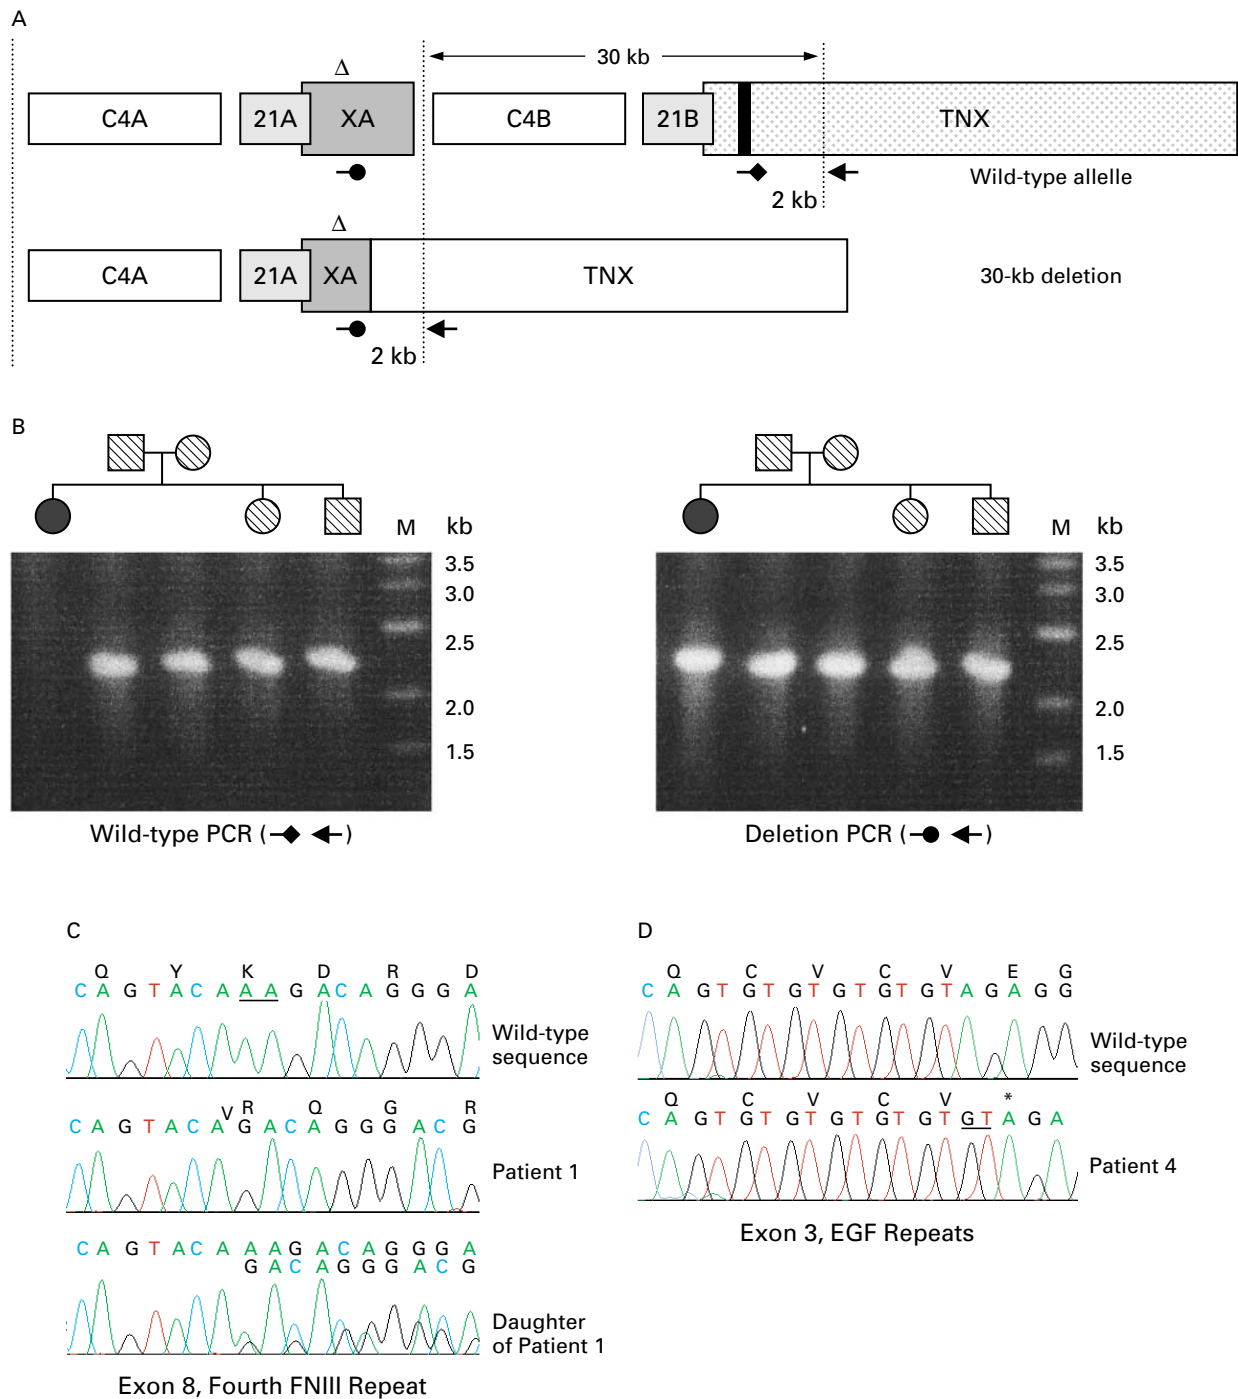 A
30 kb
Δ
C4A 21A XA C4B 21B TNX
Wild-type allelle
2 kb
Δ
C4A 21A XA TNX
30-kb deletion
2 kb
B
M kb
3.5
3.0
2.5
2.0
1.5
Wild-type PCR ( )
M kb
3.5
3.0
2.5
2.0
1.5
Deletion PCR ( )
C
Q Y K D R D
C A G T A C A A A G A C A G G G A
Wild-type
sequence
V R Q G R
C A G T A C A G A C A G G G A C G
Patient 1
C A G T A C A A A G A C A G G G A
G A C A G G G A C G
Daughter
of Patient 1
Exon 8, Fourth FNIII Repeat
D
Q C V C V E G
C A G T G T G T G T G T A G A G G
Wild-type
sequence
Q C V C V *
C A G T G T G T G T G T G T A G A
Patient 4
Exon 3, EGF Repeats